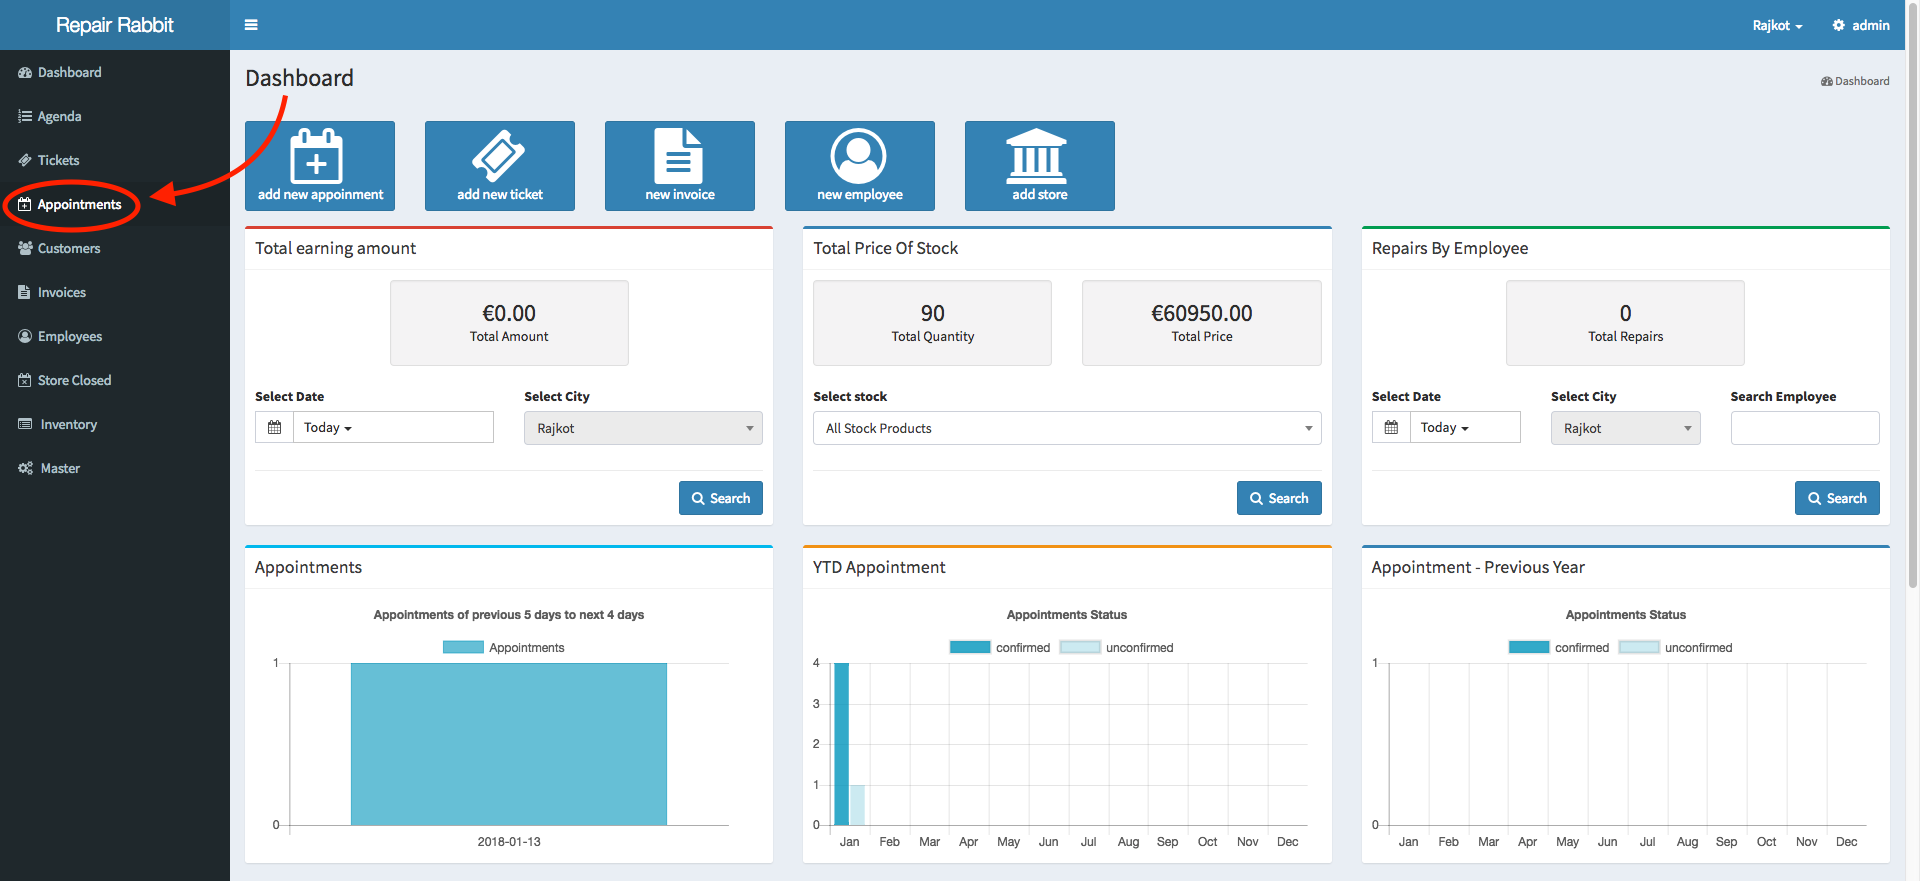 Repair Rabbit
Rajkot
admin
Dashboard
Agenda
Tickets
Appointments
Customers
Invoices
Employees
Store Closed
Inventory
Master
Dashboard
Dashboard
add new appoinment
add new ticket
new invoice
new employee
add store
Total earning amount
€0.00
Total Amount
Select Date
Select City
Today
Rajkot
Search
Total Price Of Stock
90
Total Quantity
€60950.00
Total Price
Select stock
All Stock Products
Search
Repairs By Employee
0
Total Repairs
Select Date
Select City
Search Employee
Today
Rajkot
Search
Appointments
Appointments of previous 5 days to next 4 days
Appointments
1
0
2018-01-13
YTD Appointment
Appointments Status
confirmed unconfirmed
4
3
2
1
0
Jan Feb Mar Apr May Jun Jul Aug Sep Oct Nov Dec
Appointment - Previous Year
Appointments Status
confirmed unconfirmed
1
0
Jan Feb Mar Apr May Jun Jul Aug Sep Oct Nov Dec